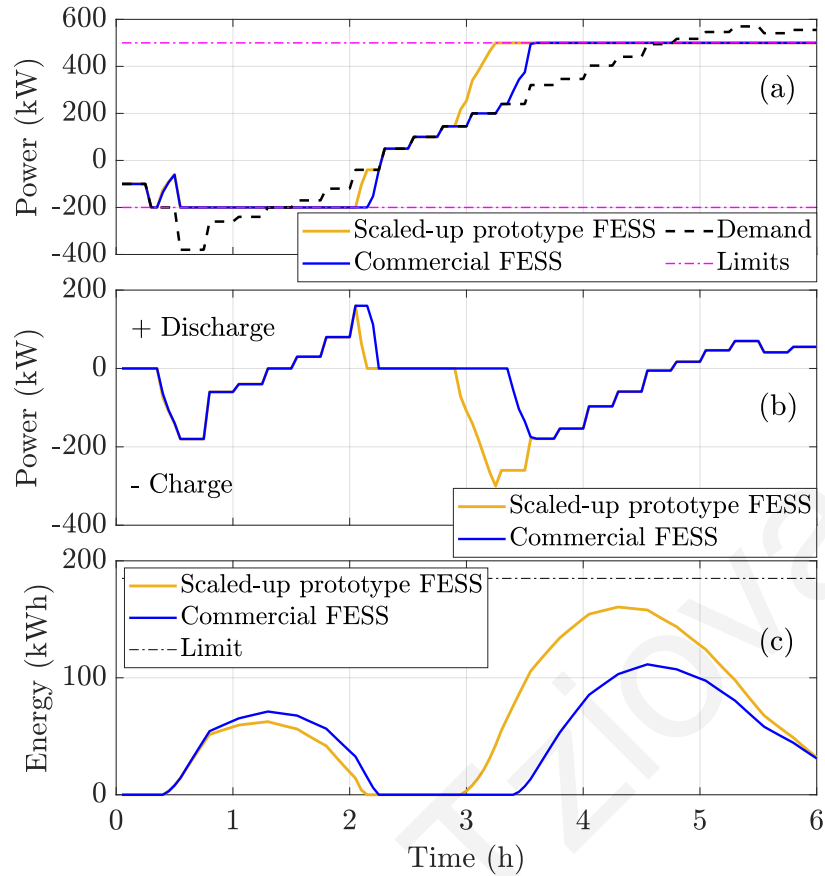 600
400
200
0
-200
-400
Power (kW)
(a)
Scaled-up prototype FESS
Commercial FESS
Demand
Limits
200
0
-200
-400
Power (kW)
+ Discharge
- Charge
(b)
Scaled-up prototype FESS
Commercial FESS
200
100
0
Energy (kWh)
Scaled-up prototype FESS
Commercial FESS
Limit
(c)
0 1 2 3 4 5 6
Time (h)
Tziova